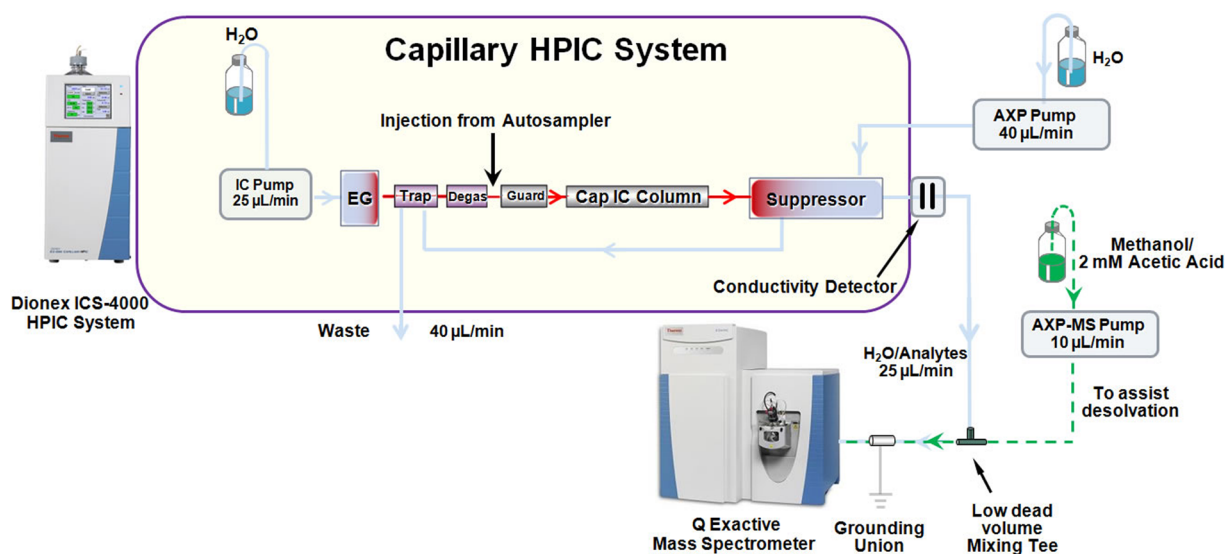 Capillary HPIC System
H₂O
H₂O
AXP Pump
40 µL/min
Injection from Autosampler
IC Pump
25 µL/min
EG
Trap
Degas
Guard
Cap IC Column
Suppressor
Methanol/
2 mM Acetic Acid
Conductivity Detector
Dionex ICS-4000
HPIC System
Waste
40 µL/min
AXP-MS Pump
10 µL/min
H₂O/Analytes
25 µL/min
To assist
desolvation
Q Exactive
Mass Spectrometer
Grounding
Union
Low dead
volume
Mixing Tee